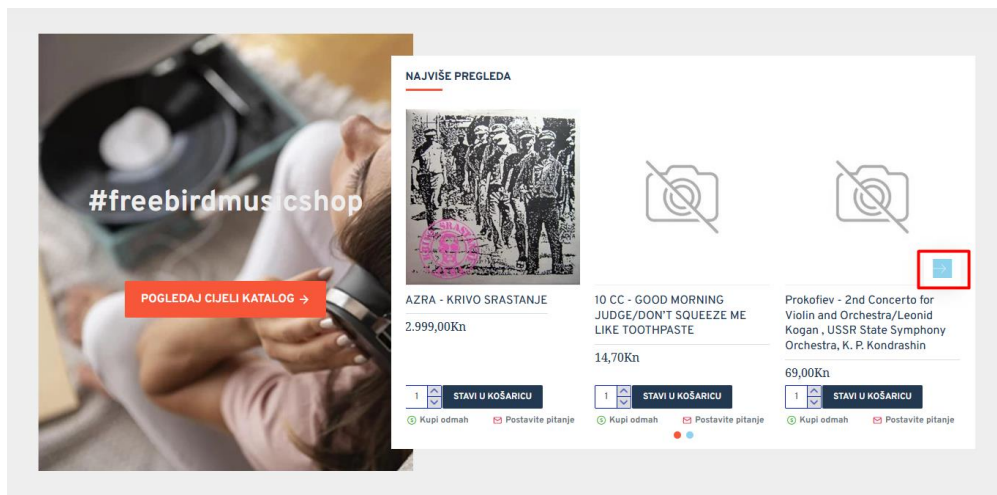 #freebirdmusicshop
POGLEDAJ CIJELI KATALOG →
NAJVIŠE PREGLEDA
AZRA - KRIVO SRASTANJE
2.999,00Kn
1
STAVI U KOŠARICU
Kupi odmah
Postavite pitanje
10 CC - GOOD MORNING
JUDGE/DON'T SQUEEZE ME
LIKE TOOTHPASTE
14,70Kn
1
STAVI U KOŠARICU
Kupi odmah
Postavite pitanje
Prokofiev - 2nd Concerto for
Violin and Orchestra/Leonid
Kogan , USSR State Symphony
Orchestra, K. P. Kondrashin
69,00Kn
1
STAVI U KOŠARICU
Kupi odmah
Postavite pitanje